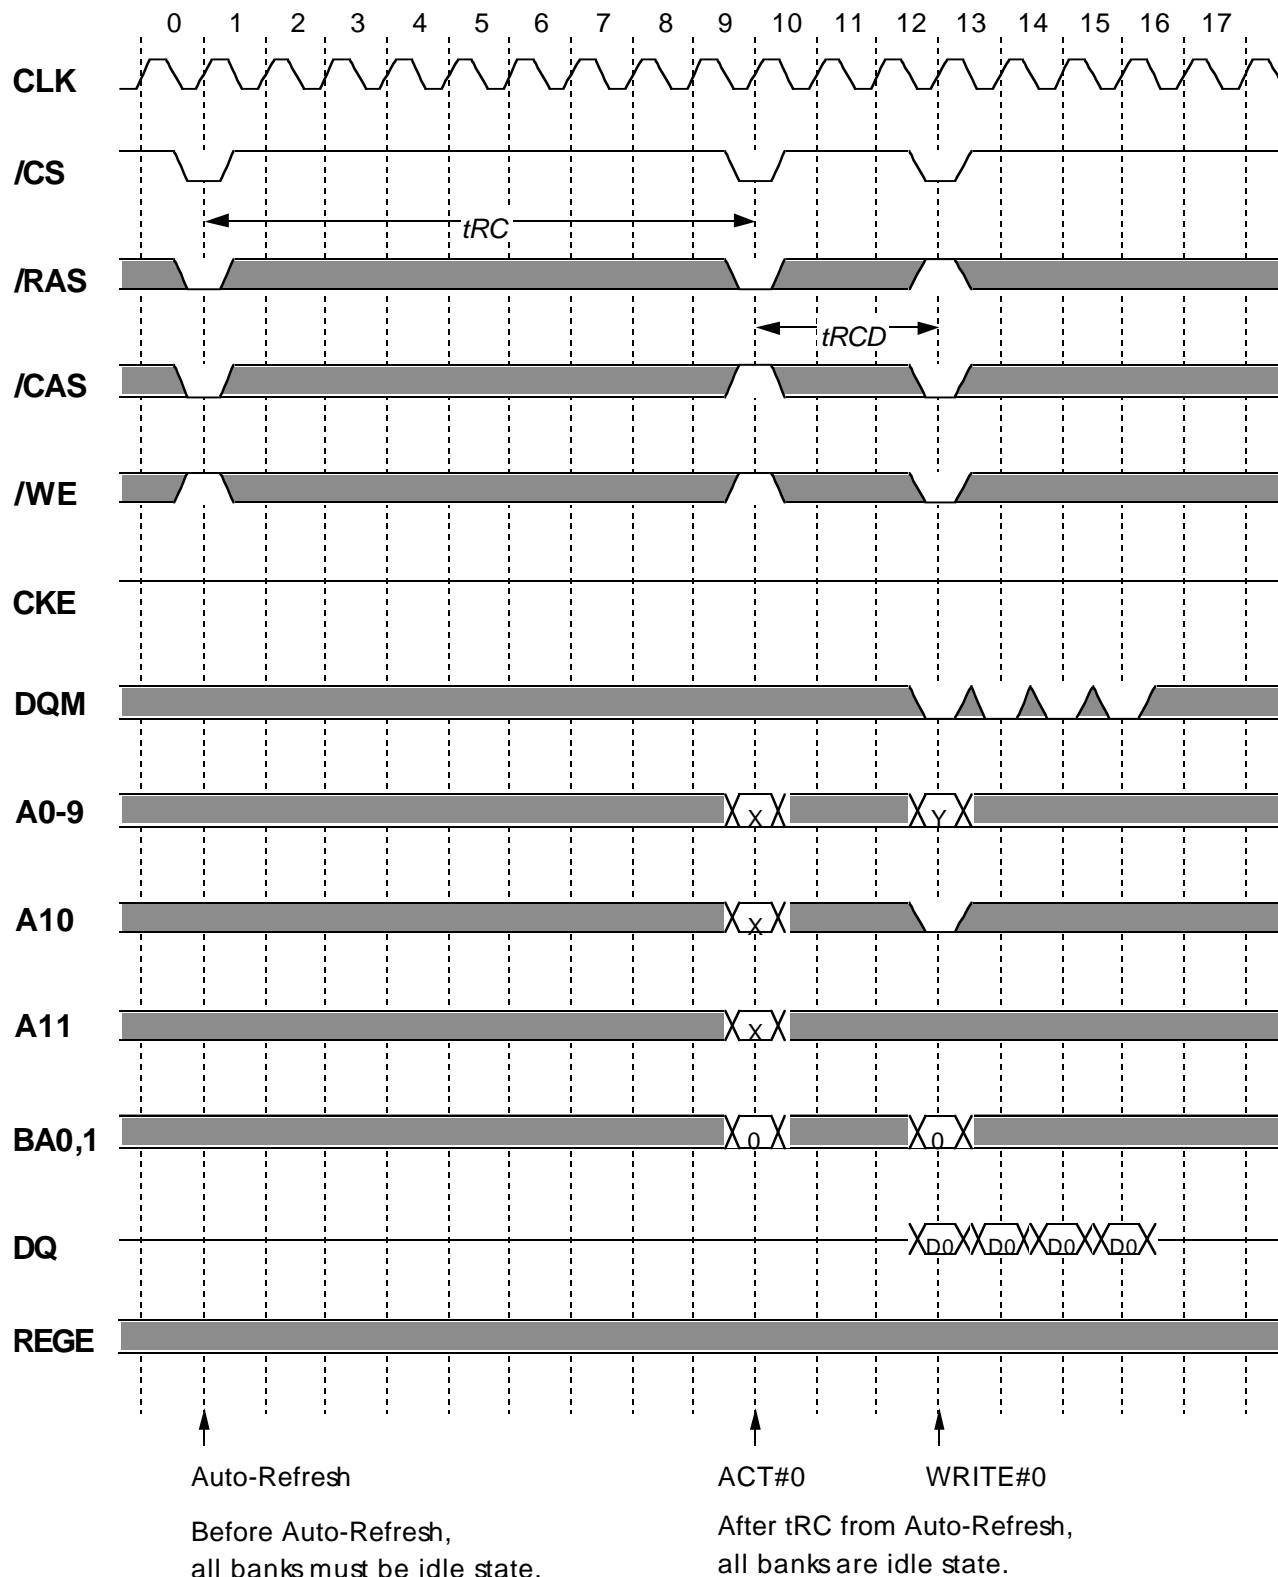 0 1 2 3 4 5 6 7 8 9 10 11 12 13 14 15 16 17
CLK
/CS
tRC
/RAS
tRCD
/CAS
/WE
CKE
DQM
A0-9 X Y
A10 X
A11 X
BA0,1 0 0
DQ D0 D0 D0 D0
REGE
Auto-Refresh ACT#0 WRITE#0
Before Auto-Refresh, After tRC from Auto-Refresh,
all banks must be idle state. all banks are idle state.